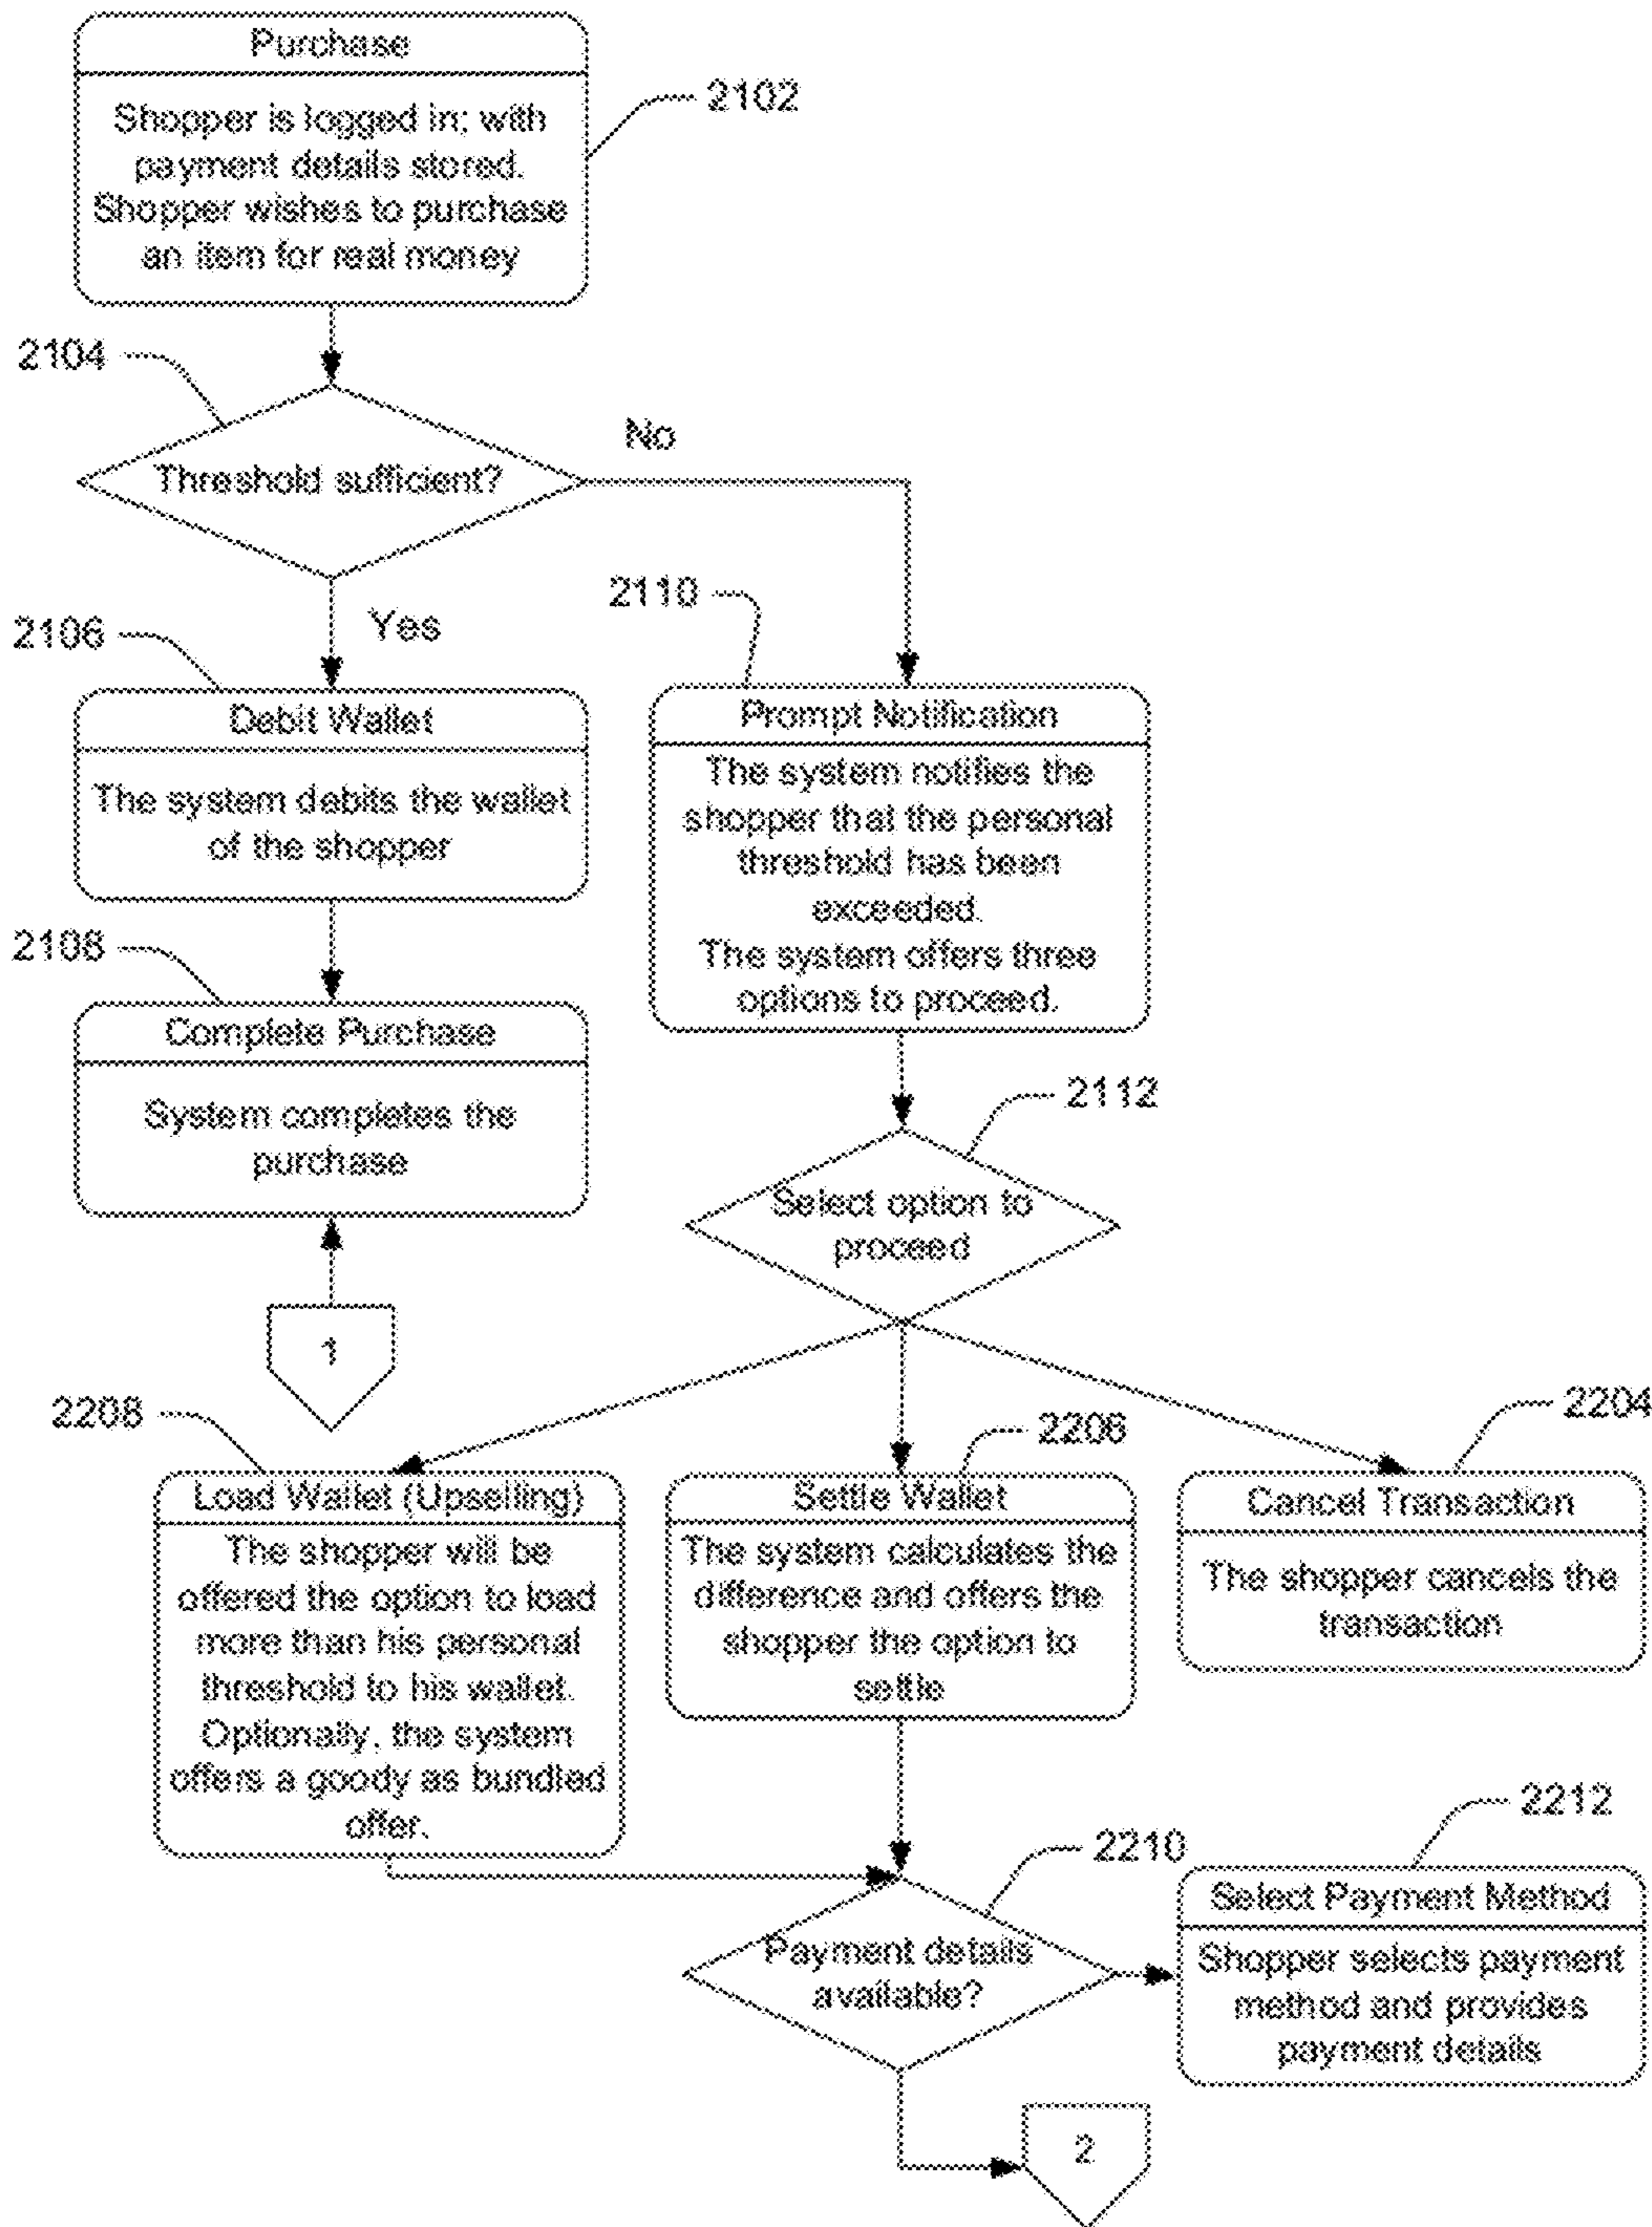 Purchase
Shopper is logged in; with
payment details stored.
Shopper wishes to purchase
an item for real money
2102
2104
Threshold sufficient?
No
Yes
2106
Debit Wallet
The system debits the wallet
of the shopper
2108
Complete Purchase
System completes the
purchase
1
2110
Prompt Notification
The system notifies the
shopper that the personal
threshold has been
exceeded.
The system offers three
options to proceed.
2112
Select option to
proceed
2208
Load Wallet (Upselling)
The shopper will be
offered the option to load
more than his personal
threshold to his wallet.
Optionally, the system
offers a goody as bundled
offer.
2206
Settle Wallet
The system calculates the
difference and offers the
shopper the option to
settle
2204
Cancel Transaction
The shopper cancels the
transaction
2210
Payment details
available?
2212
Select Payment Method
Shopper selects payment
method and provides
payment details
2